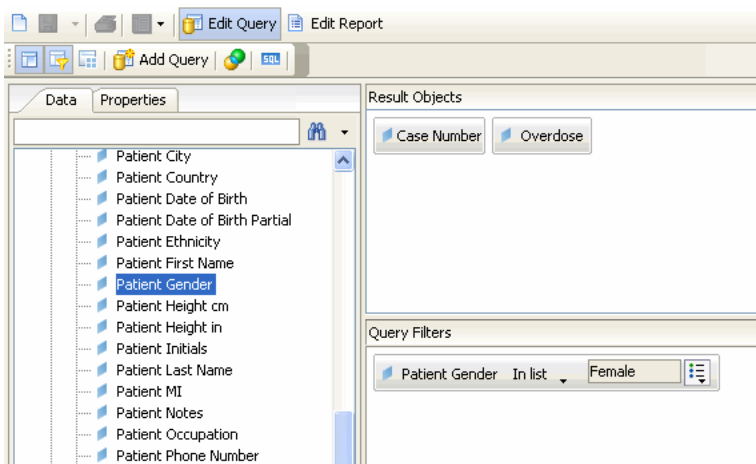 Edit Query Edit Report
Add Query SQL
Data Properties
Patient City
Patient Country
Patient Date of Birth
Patient Date of Birth Partial
Patient Ethnicity
Patient First Name
Patient Gender
Patient Height cm
Patient Height in
Patient Initials
Patient Last Name
Patient MI
Patient Notes
Patient Occupation
Patient Phone Number
Result Objects
Case Number Overdose
Query Filters
Patient Gender In list Female